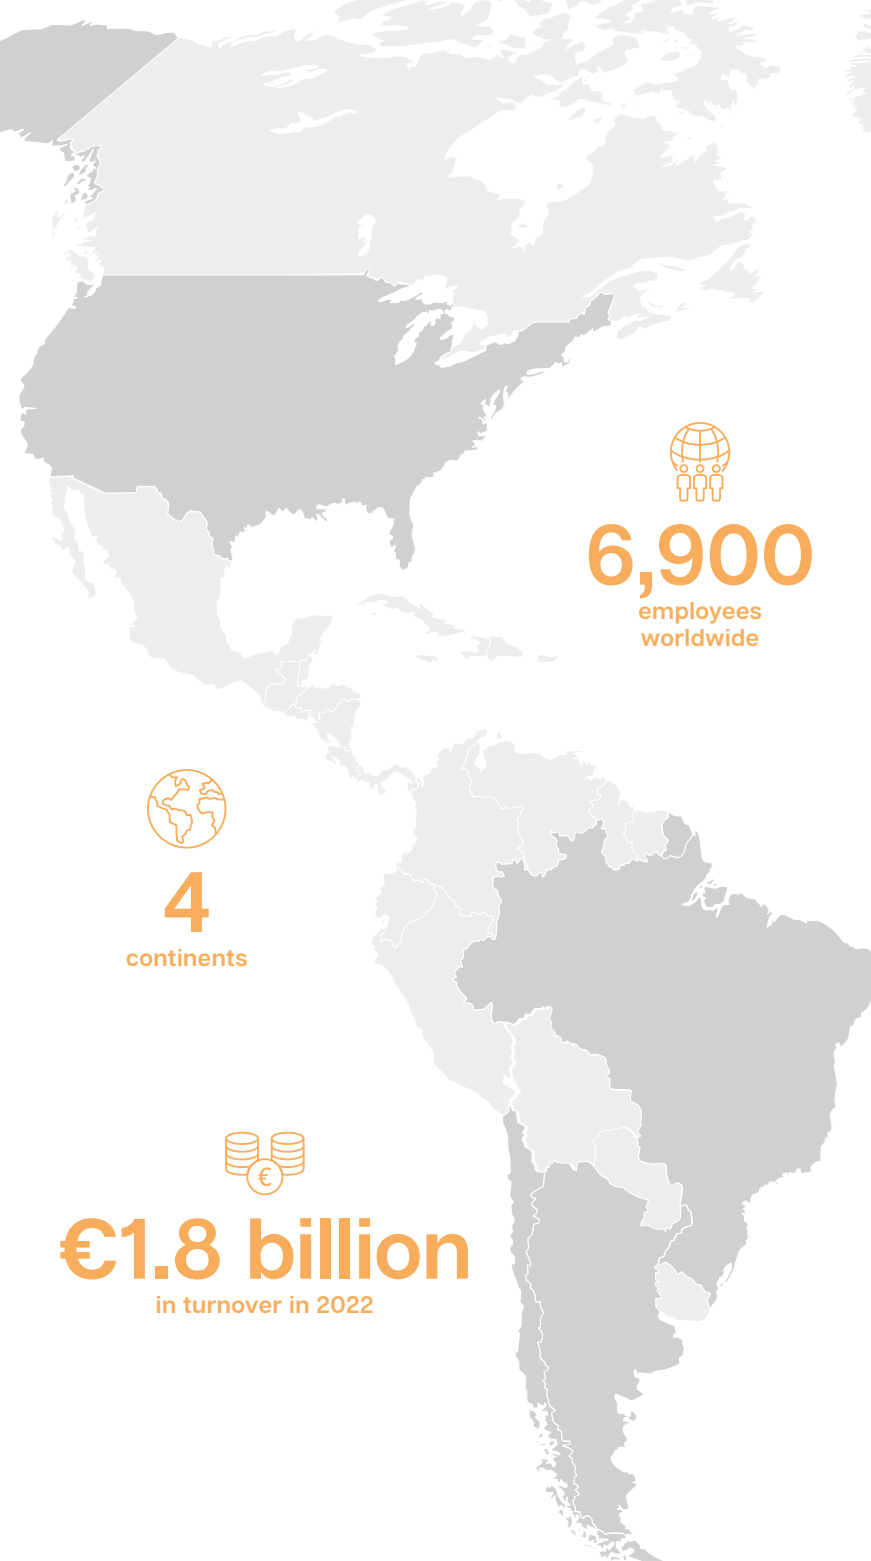 6,900
employees
worldwide
4
continents
€
€1.8 billion
in turnover in 2022